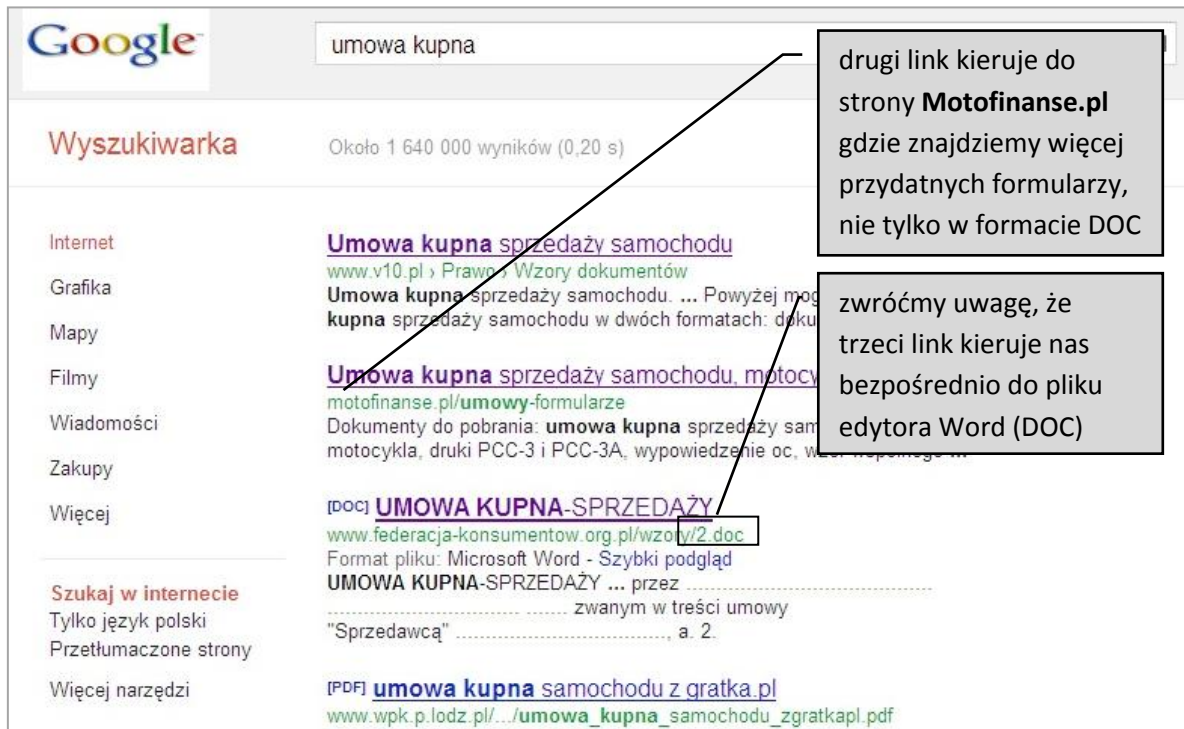 Google
umowa kupna
drugi link kieruje do
strony Motofinanse.pl
gdzie znajdziemy więcej
przydatnych formularzy,
nie tylko w formacie DOC
Wyszukiwarka
Około 1 640 000 wyników (0,20 s)
Internet
Grafika
Mapy
Filmy
Wiadomości
Zakupy
Więcej
Szukaj w internecie
Tylko język polski
Przetłumaczone strony
Więcej narzędzi
Umowa kupna sprzedaży samochodu
www.v10.pl › Prawo › Wzory dokumentów
Umowa kupna sprzedaży samochodu. ... Powyżej
kupna sprzedaży samochodu w dwóch formatach:
zwróćmy uwagę, że
trzeci link kieruje nas
bezpośrednio do pliku
edytora Word (DOC)
Umowa kupna sprzedaży samochodu,
motofinanse.pl/umowy-formularze
Dokumenty do pobrania: umowa kupna sprzedaży
motocykla, druki PCC-3 i PCC-3A, wypowiedzenie oc,
[DOC] UMOWA KUPNA-SPRZEDAŻY
www.federacja-konsumentow.org.pl/wzory/2.doc
Format pliku: Microsoft Word - Szybki podgląd
UMOWA KUPNA-SPRZEDAŻY ... przez ....................................
............................ ....... zwanym w treści umowy
"Sprzedawcą" ..................................., a. 2.
[PDF] umowa kupna samochodu z gratka.pl
www.wpk.p.lodz.pl/.../umowa_kupna_samochodu_zgratkapl.pdf